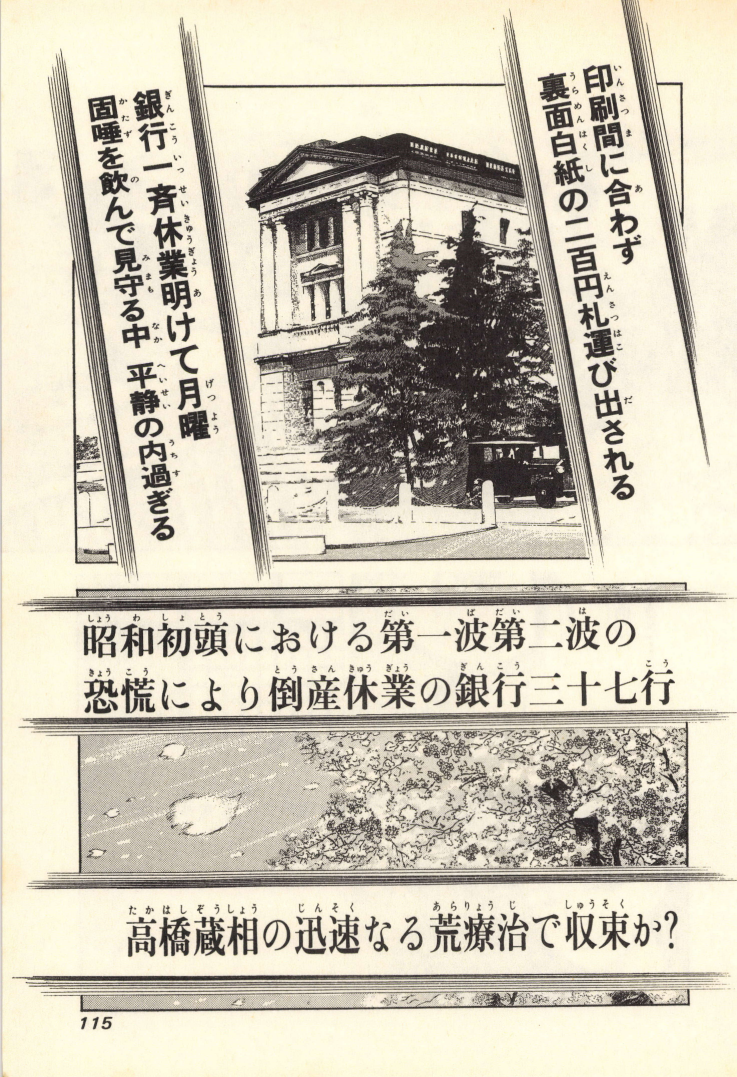 印刷間に合わず
裏面白紙の二百円札運び出される
銀行一斉休業明けて月曜
固唾を飲んで見守る中 平静の内過ぎる
昭和初頭における第一波第二波の
恐慌により倒産休業の銀行三十七行
高橋蔵相の迅速なる荒療治で収束か?
115